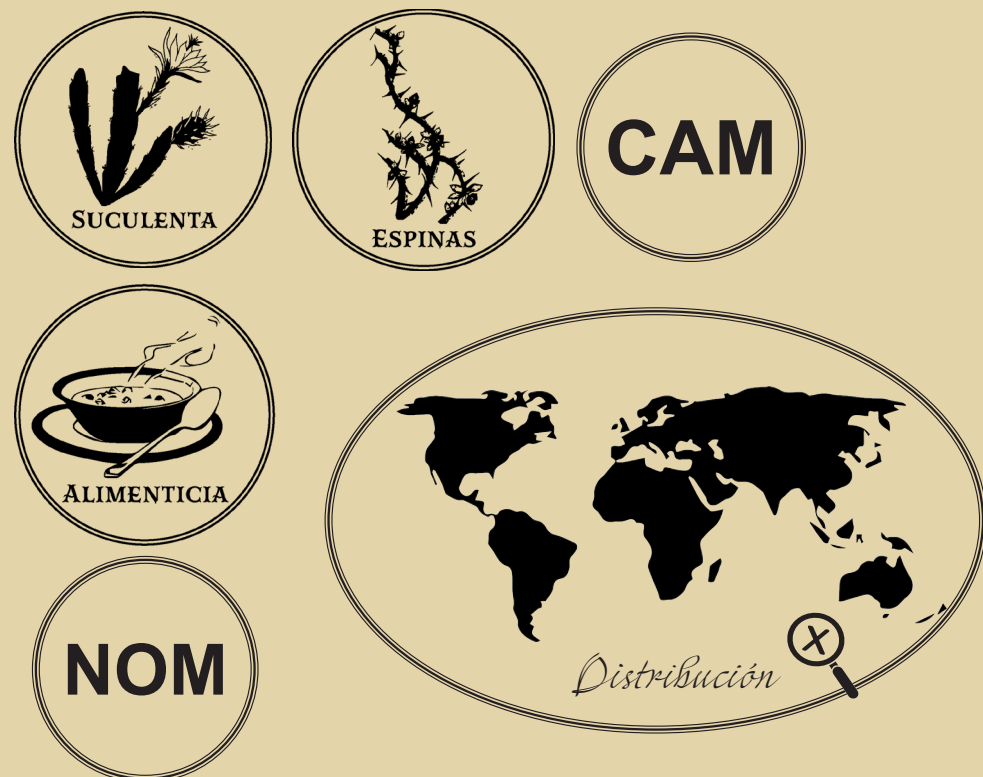 SUCULENTA
ESPINAS
CAM
ALIMENTICIA
NOM
Distribución
X